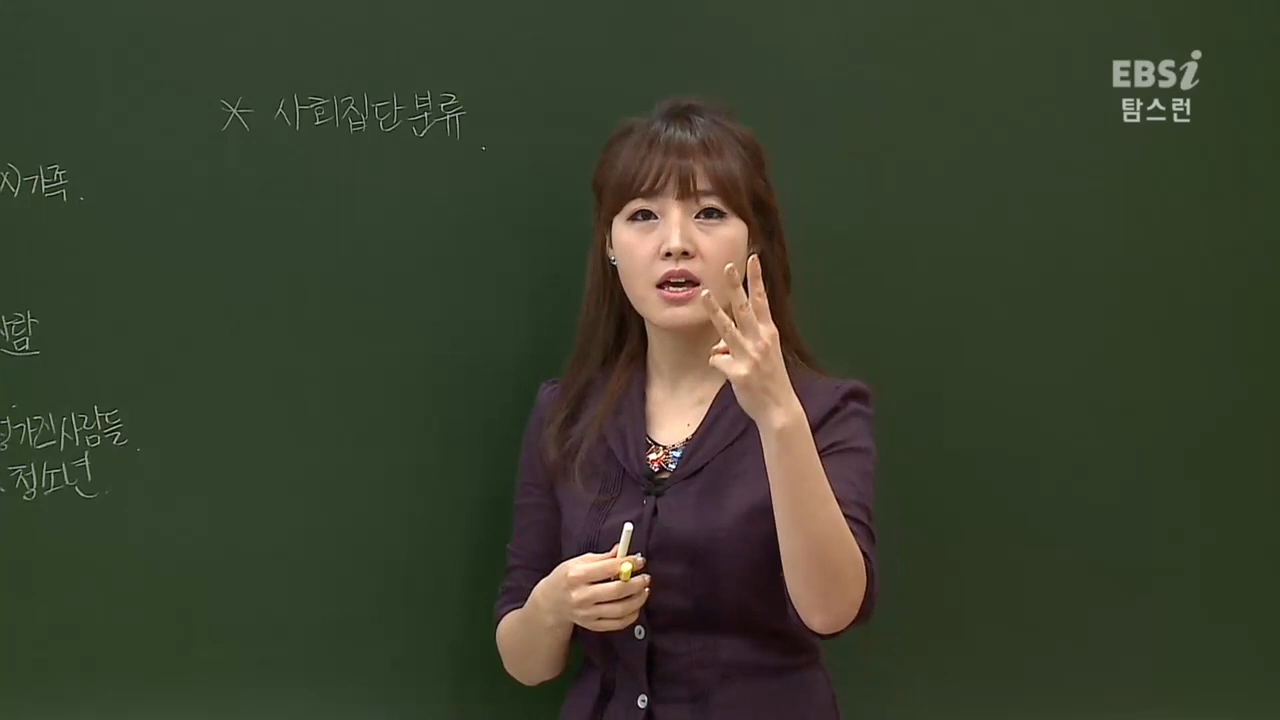 * 사회집단분류.
X) 가족.
사람
가진 사람들.
청소년.
EBSi
탐스런